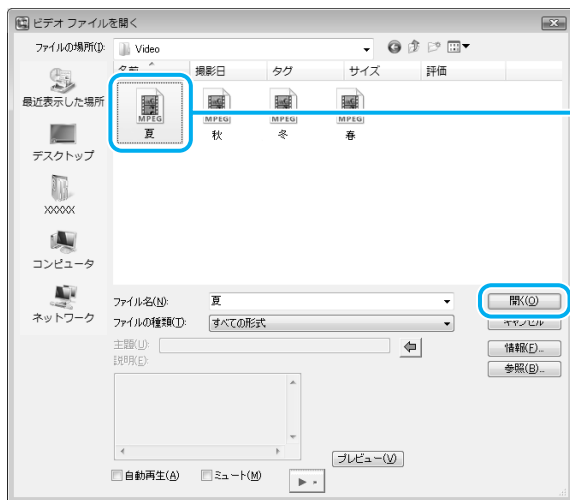 ビデオ ファイルを開く
ファイルの場所(I):
Video
名前 撮影日 タグ サイズ 評価
最近表示した場所
デスクトップ
XXXXX
コンピュータ
ネットワーク
MPEG
夏
MPEG
秋
MPEG
冬
MPEG
春
ファイル名(N): 夏 開く(O)
ファイルの種類(T): すべての形式 キャンセル
主題(U): 情報(F)...
説明(E): 参照(B)...
プレビュー(V)
自動再生(A) ミュート(M)